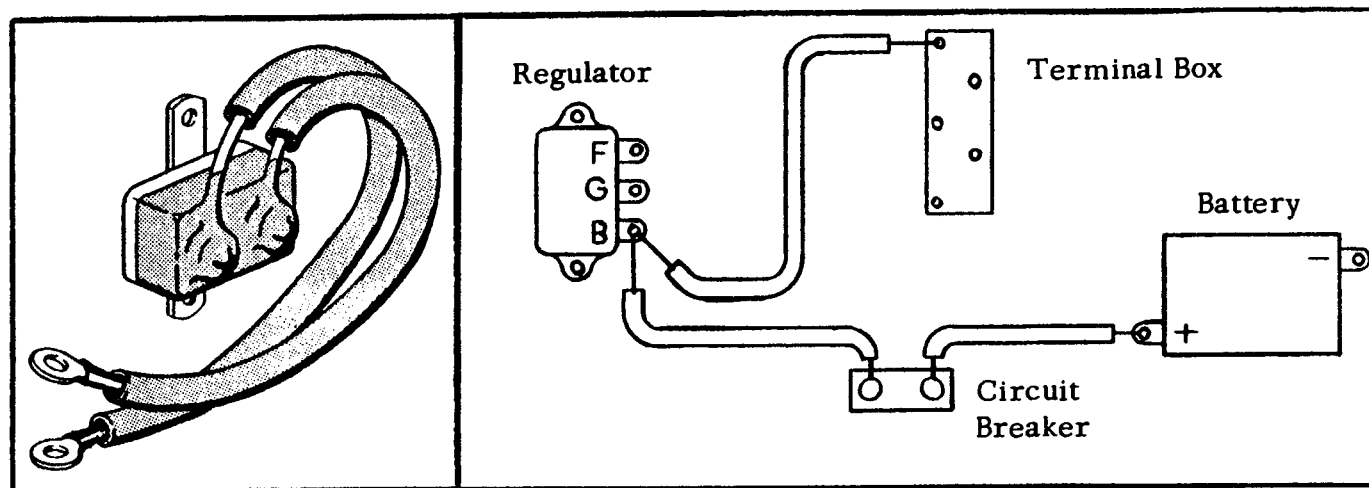 Regulator
F
G
B
Terminal Box
Battery
-
+
Circuit
Breaker